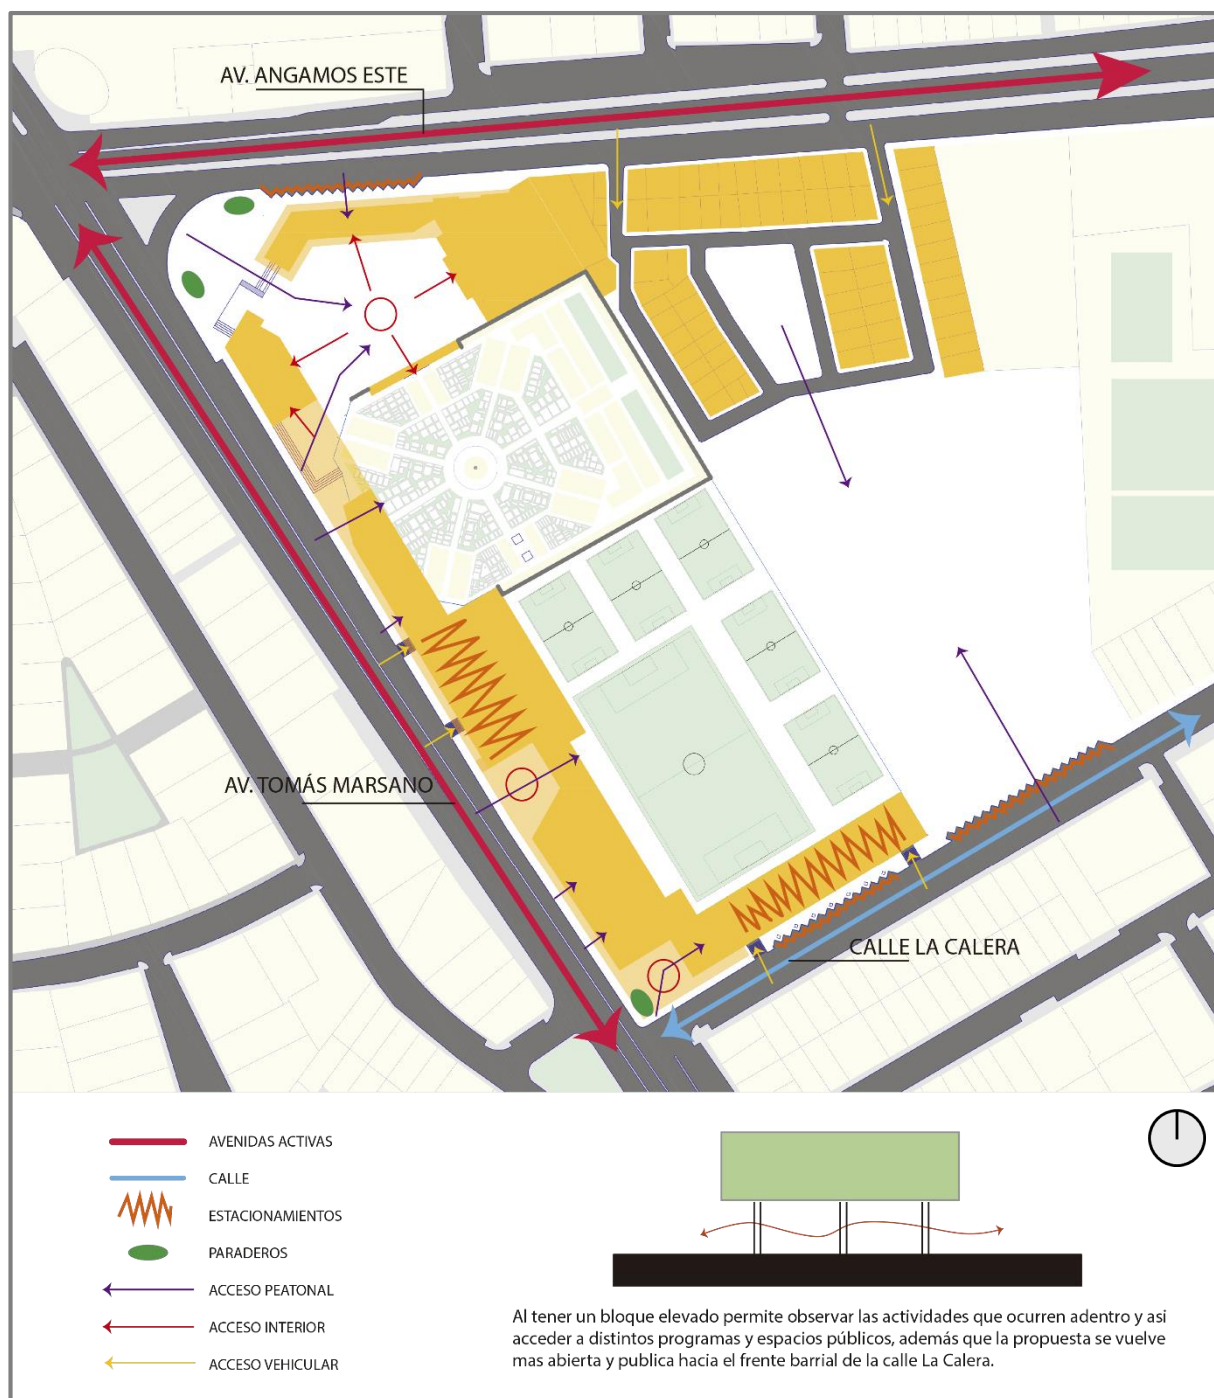 AV. ANGAMOS ESTE
AV. TOMÁS MARSANO
CALLE LA CALERA
AVENIDAS ACTIVAS
CALLE
ESTACIONAMIENTOS
PARADEROS
ACCESO PEATONAL
ACCESO INTERIOR
ACCESO VEHICULAR
Al tener un bloque elevado permite observar las actividades que ocurren adentro y asi
acceder a distintos programas y espacios públicos, además que la propuesta se vuelve
mas abierta y publica hacia el frente barrial de la calle La Calera.